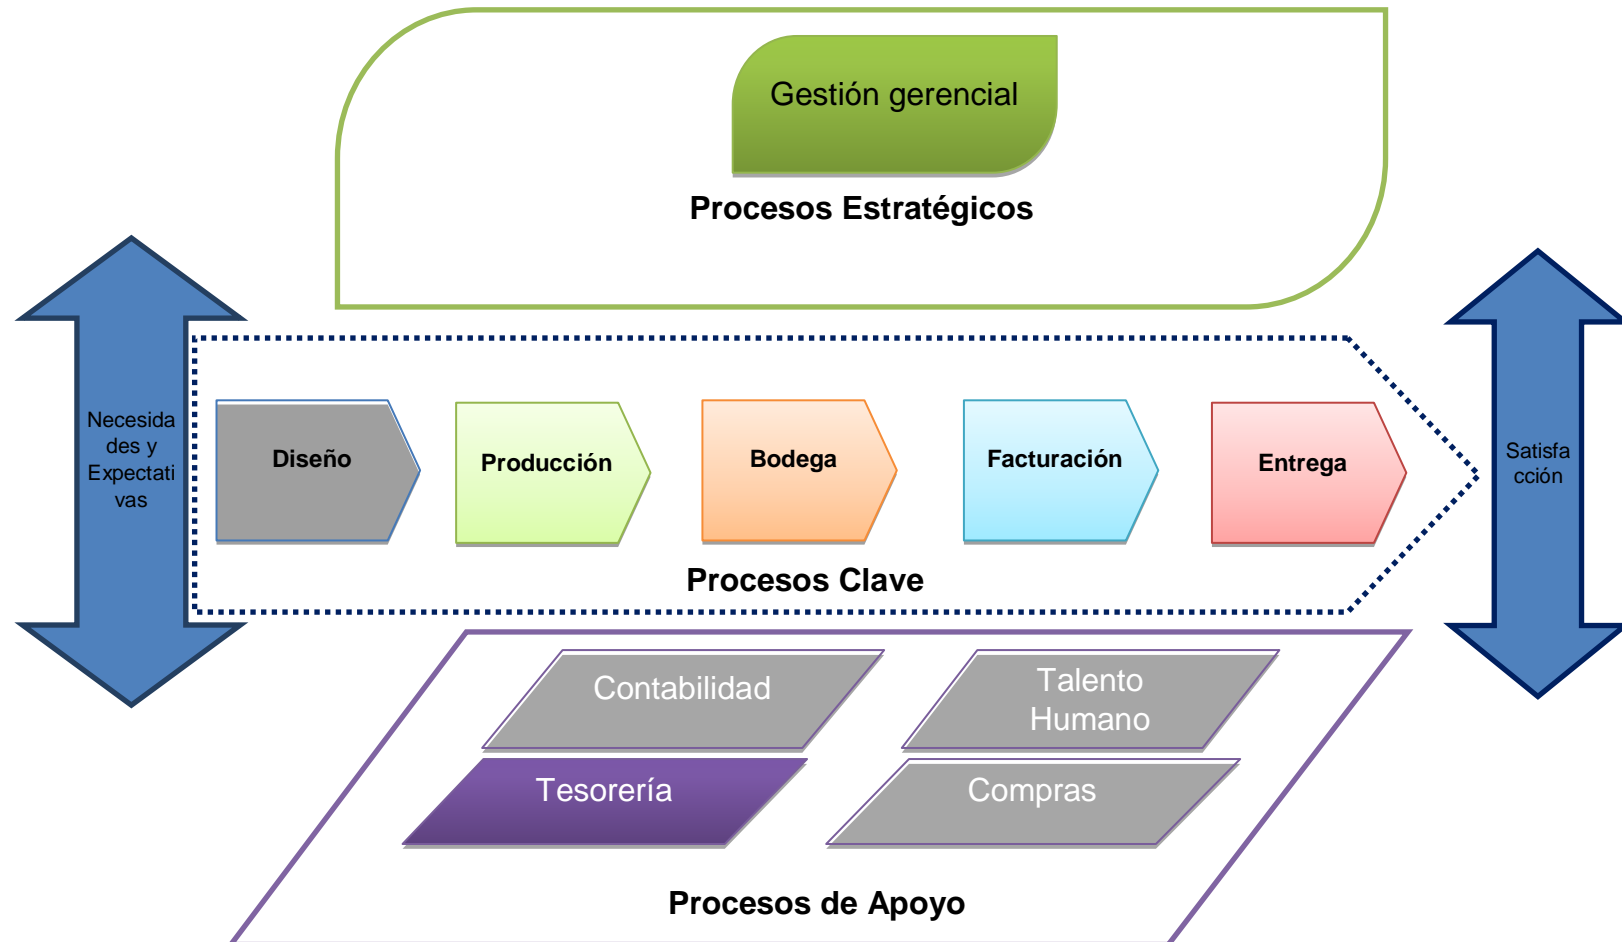 Gestión gerencial
Procesos Estratégicos
Necesida
des y
Expectati
vas
Diseño
Producción
Bodega
Facturación
Entrega
Satisfa
cción
Procesos Clave
Contabilidad
Talento
Humano
Tesorería
Compras
Procesos de Apoyo